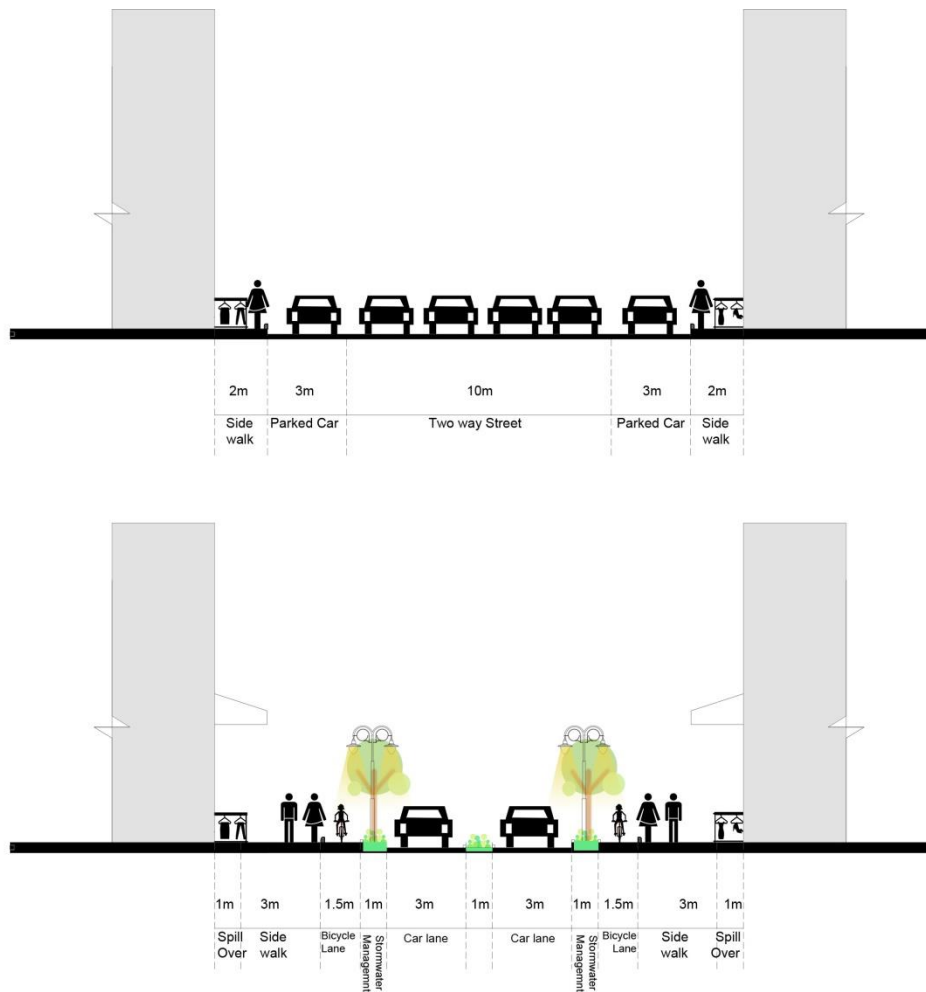 2m 3m 10m 3m 2m
Side walk Parked Car Two way Street Parked Car Side walk
1m 3m 1.5m 1m 3m 1m 3m 1m 1.5m 3m 1m
Spill Over Side walk Bicycle Lane Stormwater Managemnt Car lane Car lane Stormwater Managemnt Bicycle Lane Side walk Spill Over